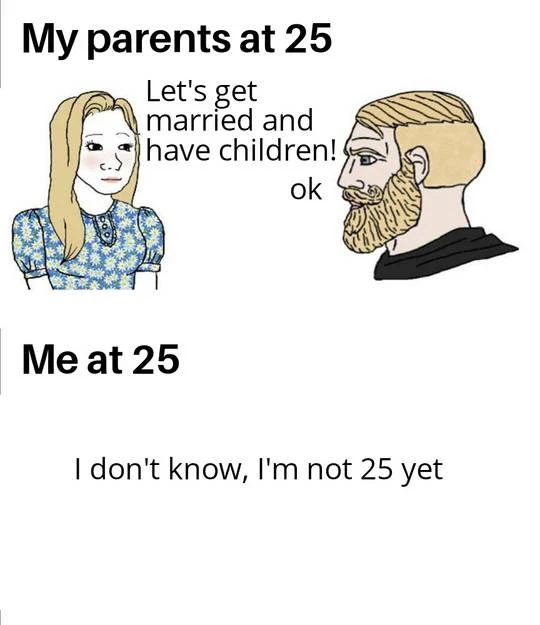 My parents at 25
Let's get
married and
have children!
ok
Me at 25
I don't know, I'm not 25 yet